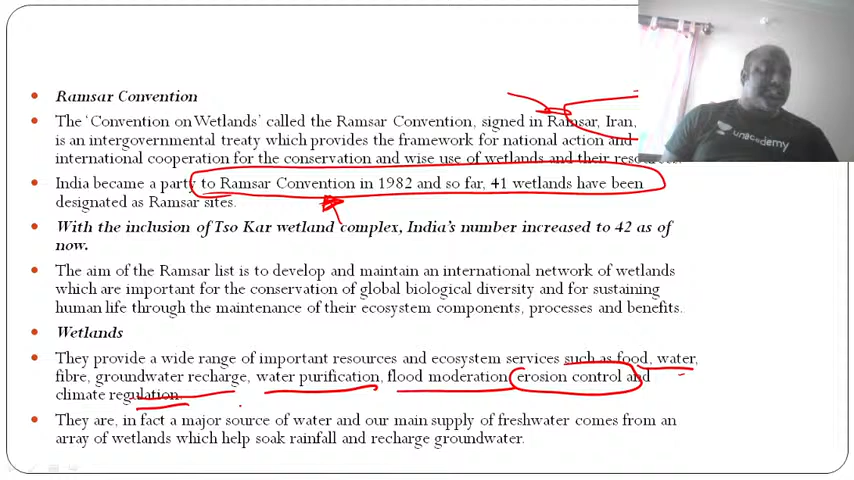 Ramsar Convention
The 'Convention on Wetlands' called the Ramsar Convention, signed in Ramsar, Iran,
is an intergovernmental treaty which provides the framework for national action and
international cooperation for the conservation and wise use of wetlands and their
India became a party to Ramsar Convention in 1982 and so far, 41 wetlands have been
designated as Ramsar sites.
With the inclusion of Tso Kar wetland complex, India's number increased to 42 as of
now.
The aim of the Ramsar list is to develop and maintain an international network of wetlands
which are important for the conservation of global biological diversity and for sustaining
human life through the maintenance of their ecosystem components, processes and benefits.
Wetlands
They provide a wide range of important resources and ecosystem services such as food, water,
fibre, groundwater recharge, water purification, flood moderation erosion control and
climate regulation.
They are, in fact a major source of water and our main supply of freshwater comes from an
array of wetlands which help soak rainfall and recharge groundwater.
unacademy